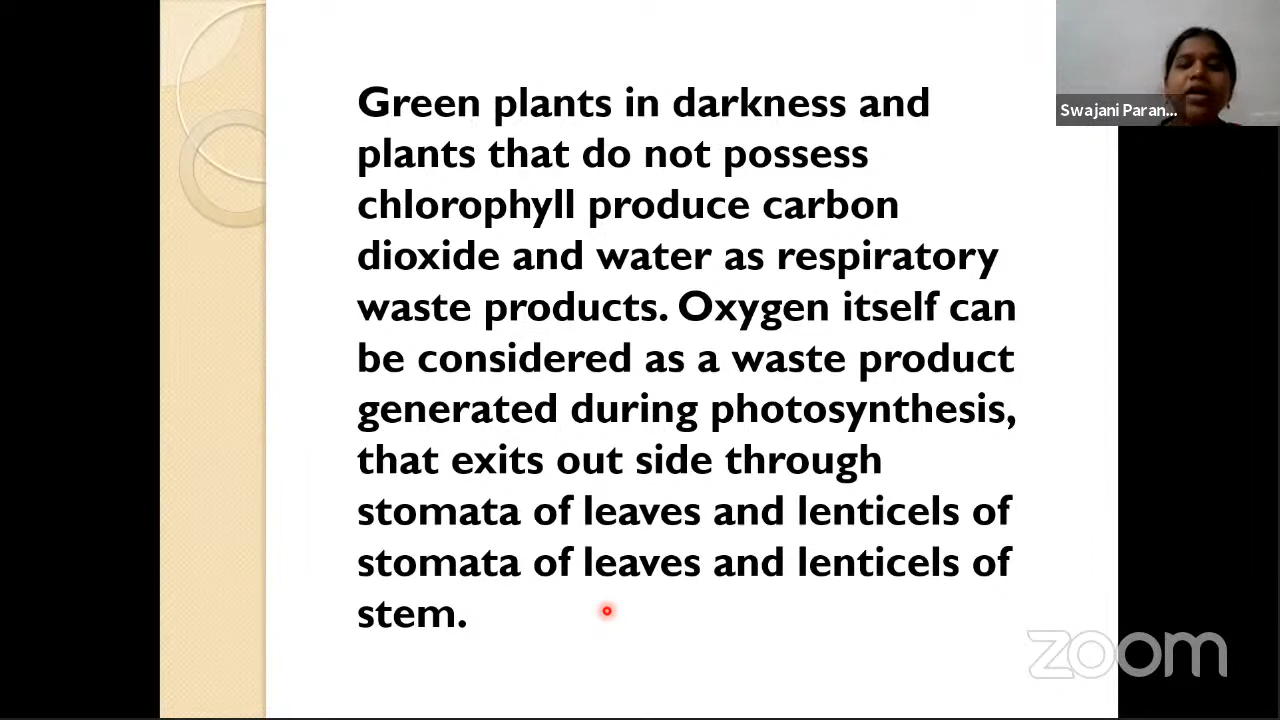 Green plants in darkness and
plants that do not possess
chlorophyll produce carbon
dioxide and water as respiratory
waste products. Oxygen itself can
be considered as a waste product
generated during photosynthesis,
that exits out side through
stomata of leaves and lenticels of
stomata of leaves and lenticels of
stem.
Swajani Paran...
zoom